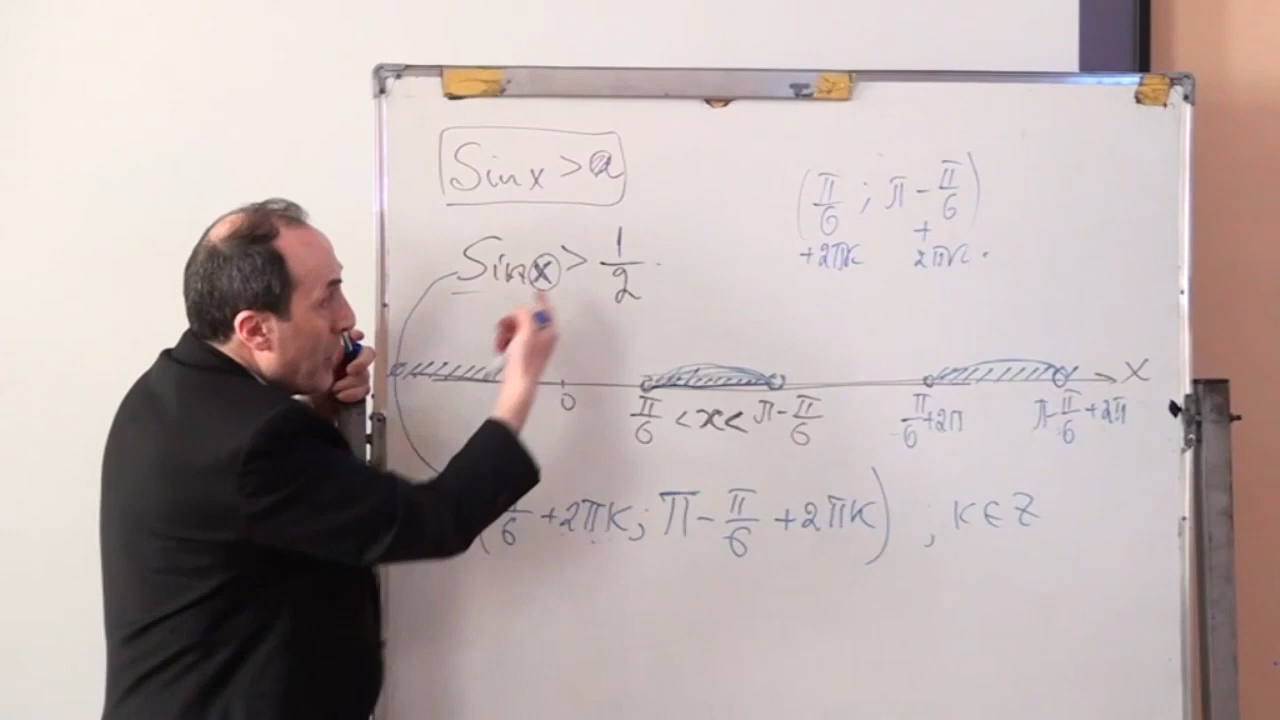 Sin x > a
(π/6 ; π - π/6)
+2πk + 2πk.
Sin x > 1/2
0 π/6 < x < π - π/6 π/6 + 2π π - π/6 + 2π x
(π/6 + 2πk; π - π/6 + 2πk) ; k ∈ Z